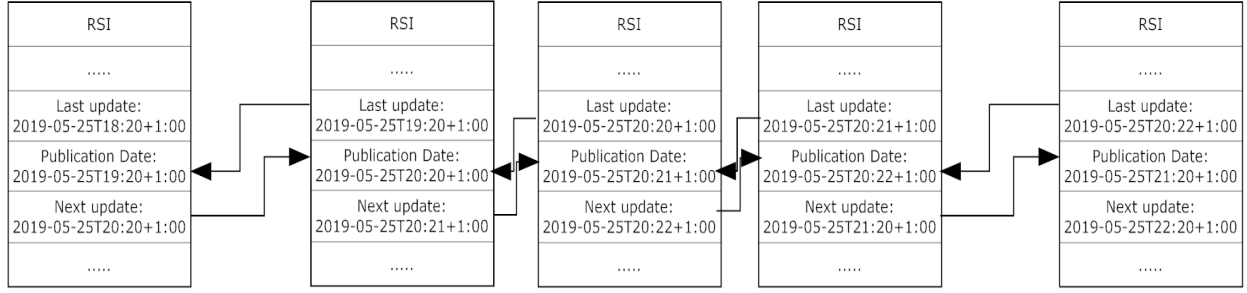 RSI
.....
Last update:
2019-05-25T18:20+1:00
Publication Date:
2019-05-25T19:20+1:00
Next update:
2019-05-25T20:20+1:00
.....
RSI
.....
Last update:
2019-05-25T19:20+1:00
Publication Date:
2019-05-25T20:20+1:00
Next update:
2019-05-25T20:21+1:00
.....
RSI
.....
Last update:
2019-05-25T20:20+1:00
Publication Date:
2019-05-25T20:21+1:00
Next update:
2019-05-25T20:22+1:00
.....
RSI
.....
Last update:
2019-05-25T20:21+1:00
Publication Date:
2019-05-25T20:22+1:00
Next update:
2019-05-25T21:20+1:00
.....
RSI
.....
Last update:
2019-05-25T20:22+1:00
Publication Date:
2019-05-25T21:20+1:00
Next update:
2019-05-25T22:20+1:00
.....